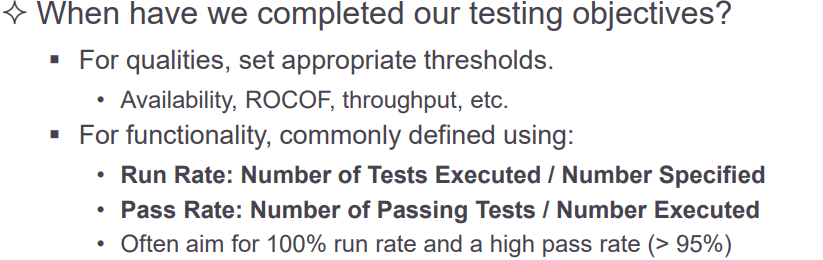 ✧ When have we completed our testing objectives?
▪ For qualities, set appropriate thresholds.
• Availability, ROCOF, throughput, etc.
▪ For functionality, commonly defined using:
• Run Rate: Number of Tests Executed / Number Specified
• Pass Rate: Number of Passing Tests / Number Executed
• Often aim for 100% run rate and a high pass rate (> 95%)